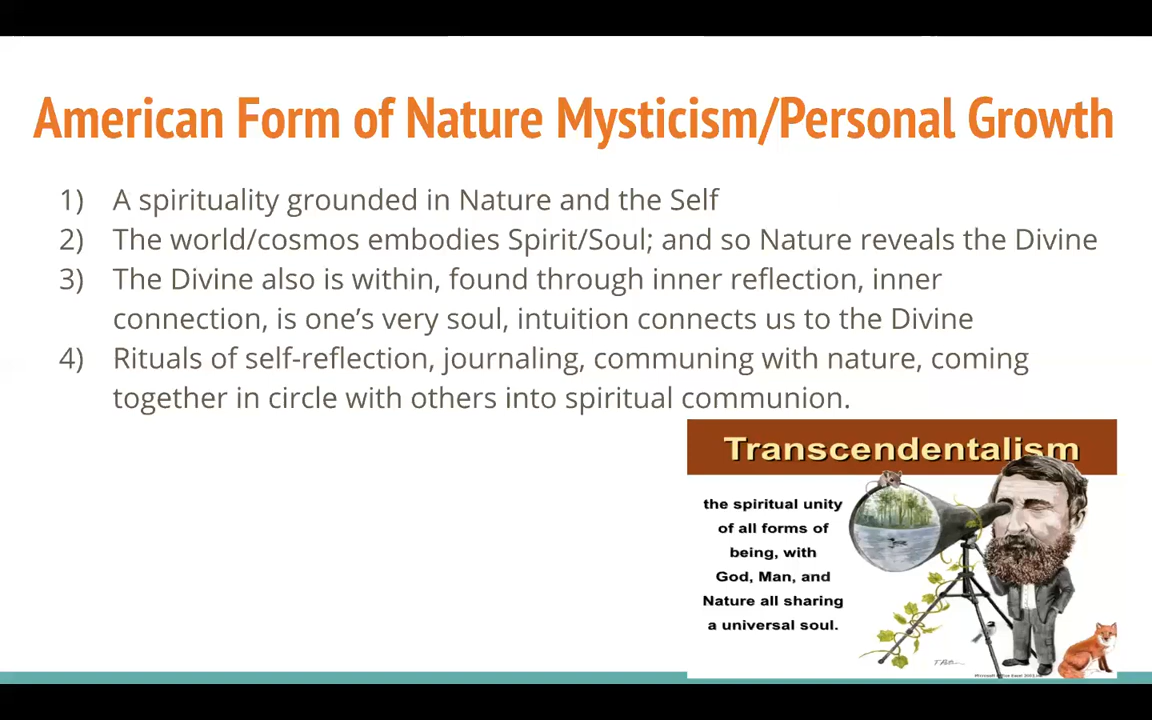 American Form of Nature Mysticism/Personal Growth
1) A spirituality grounded in Nature and the Self
2) The world/cosmos embodies Spirit/Soul; and so Nature reveals the Divine
3) The Divine also is within, found through inner reflection, inner
connection, is one's very soul, intuition connects us to the Divine
4) Rituals of self-reflection, journaling, communing with nature, coming
together in circle with others into spiritual communion.
Transcendentalism
the spiritual unity
of all forms of
being, with
God, Man, and
Nature all sharing
a universal soul.